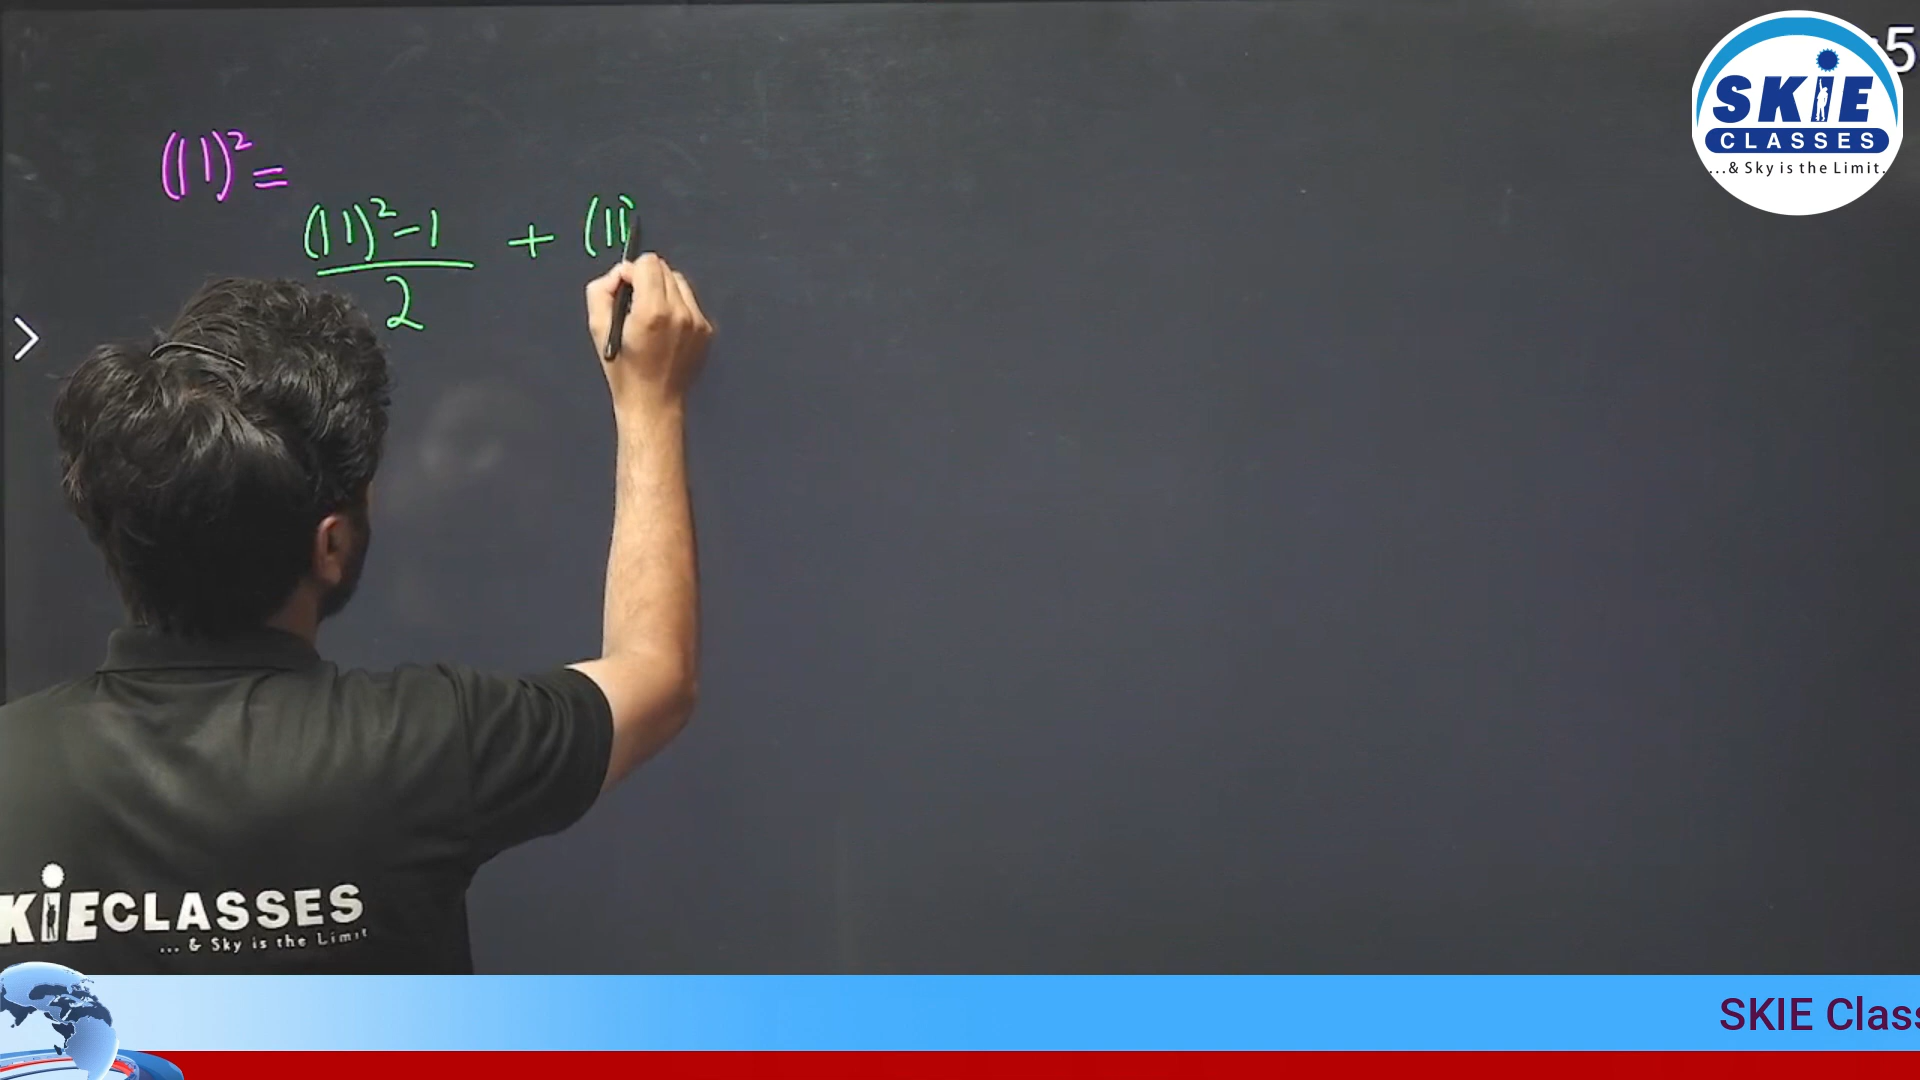 (11)² =
(11)² - 1 + (11)
2
SKIE
CLASSES
...& Sky is the Limit.
5
>
KIECLASSES
... & Sky is the Limit
SKIE Clas